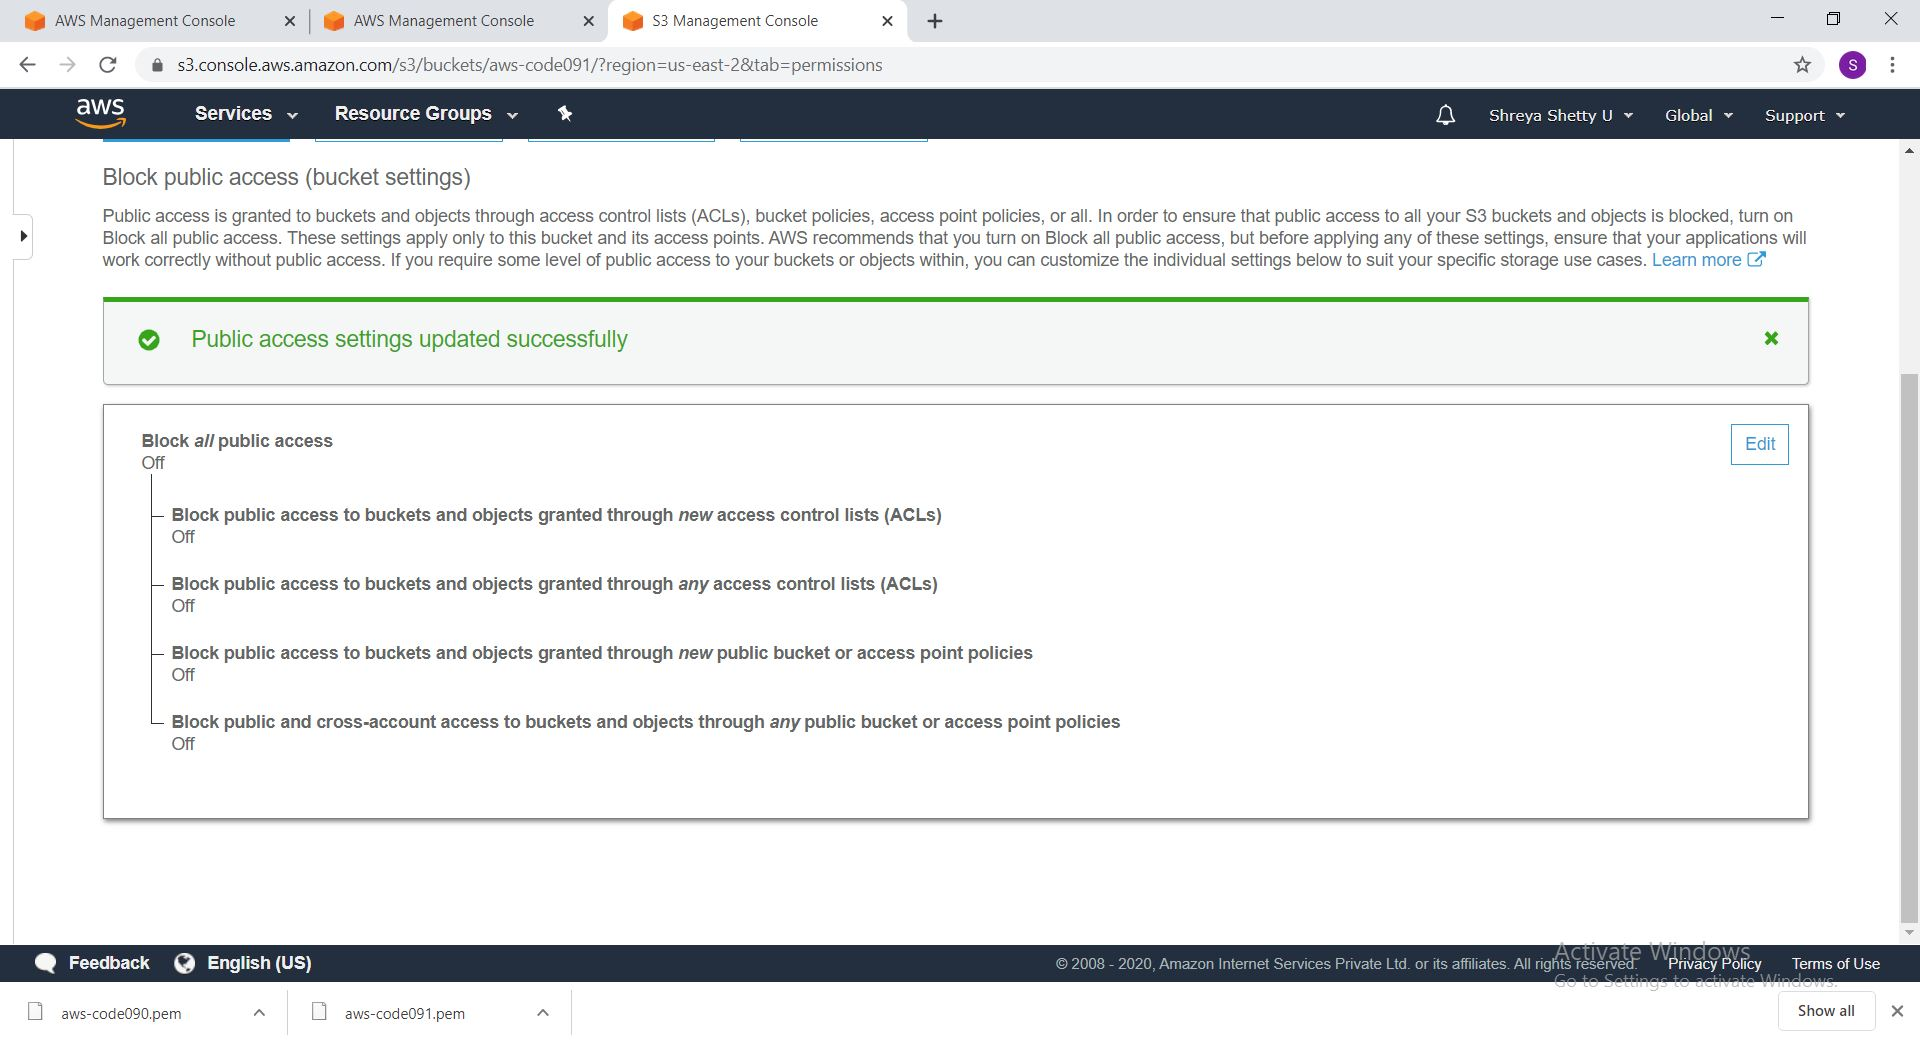 AWS Management Console
AWS Management Console
S3 Management Console
s3.console.aws.amazon.com/s3/buckets/aws-code091/?region=us-east-2&tab=permissions
S
aws
Services
Resource Groups
Shreya Shetty U
Global
Support
Block public access (bucket settings)
Public access is granted to buckets and objects through access control lists (ACLs), bucket policies, access point policies, or all. In order to ensure that public access to all your S3 buckets and objects is blocked, turn on
Block all public access. These settings apply only to this bucket and its access points. AWS recommends that you turn on Block all public access, but before applying any of these settings, ensure that your applications will
work correctly without public access. If you require some level of public access to your buckets or objects within, you can customize the individual settings below to suit your specific storage use cases. Learn more
Public access settings updated successfully
Block all public access
Edit
Off
Block public access to buckets and objects granted through new access control lists (ACLs)
Off
Block public access to buckets and objects granted through any access control lists (ACLs)
Off
Block public access to buckets and objects granted through new public bucket or access point policies
Off
Block public and cross-account access to buckets and objects through any public bucket or access point policies
Off
Activate Windows
Go to Settings to activate Windows.
Feedback
English (US)
© 2008 - 2020, Amazon Internet Services Private Ltd. or its affiliates. All rights reserved.
Privacy Policy
Terms of Use
aws-code090.pem
aws-code091.pem
Show all